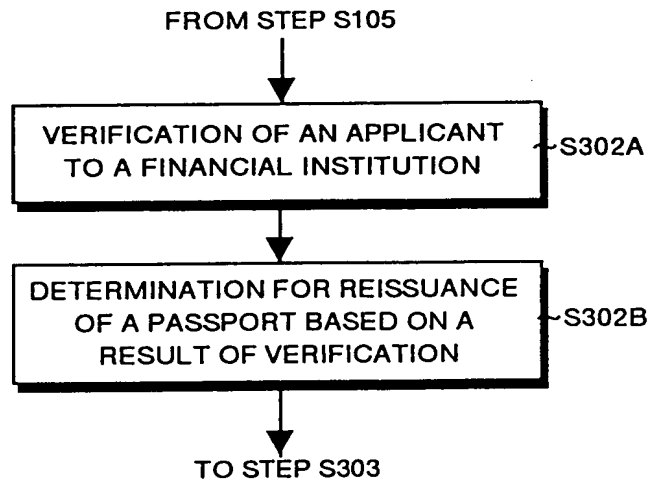 FROM STEP S105
VERIFICATION OF AN APPLICANT
TO A FINANCIAL INSTITUTION
S302A
DETERMINATION FOR REISSUANCE
OF A PASSPORT BASED ON A
RESULT OF VERIFICATION
S302B
TO STEP S303